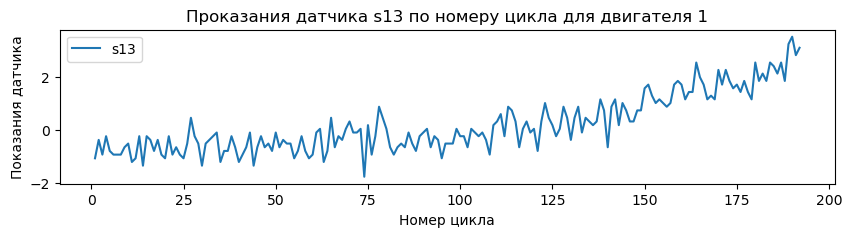 Проказания датчика s13 по номеру цикла для двигателя 1
s13
Показания датчика
2
0
−2
0 25 50 75 100 125 150 175 200
Номер цикла